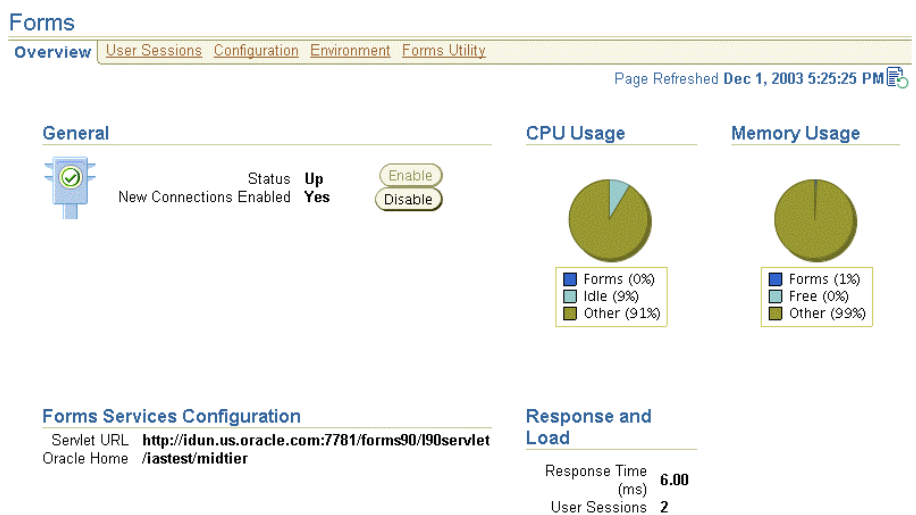 Forms
Overview User Sessions Configuration Environment Forms Utility
Page Refreshed Dec 1, 2003 5:25:25 PM
General
Status Up
New Connections Enabled Yes
Enable
Disable
CPU Usage
Forms (0%)
Idle (9%)
Other (91%)
Memory Usage
Forms (1%)
Free (0%)
Other (99%)
Forms Services Configuration
Servlet URL http://idun.us.oracle.com:7781/forms90/l90servlet
Oracle Home /iastest/midtier
Response and
Load
Response Time
(ms) 6.00
User Sessions 2